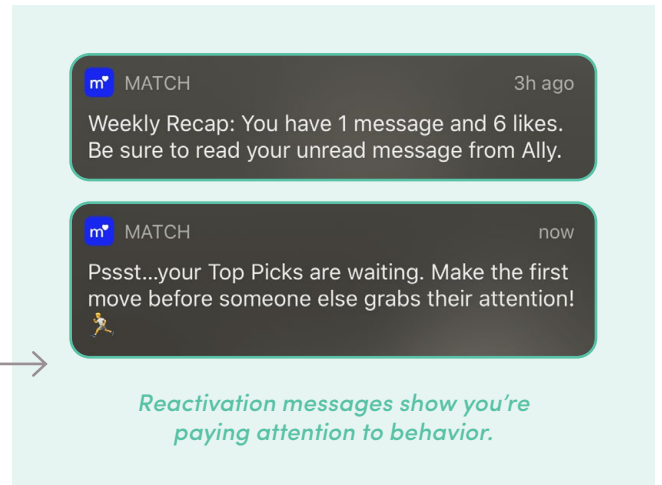 m
MATCH
3h ago
Weekly Recap: You have 1 message and 6 likes.
Be sure to read your unread message from Ally.
m
MATCH
now
Pssst...your Top Picks are waiting. Make the first
move before someone else grabs their attention!
🏃
Reactivation messages show you’re
paying attention to behavior.